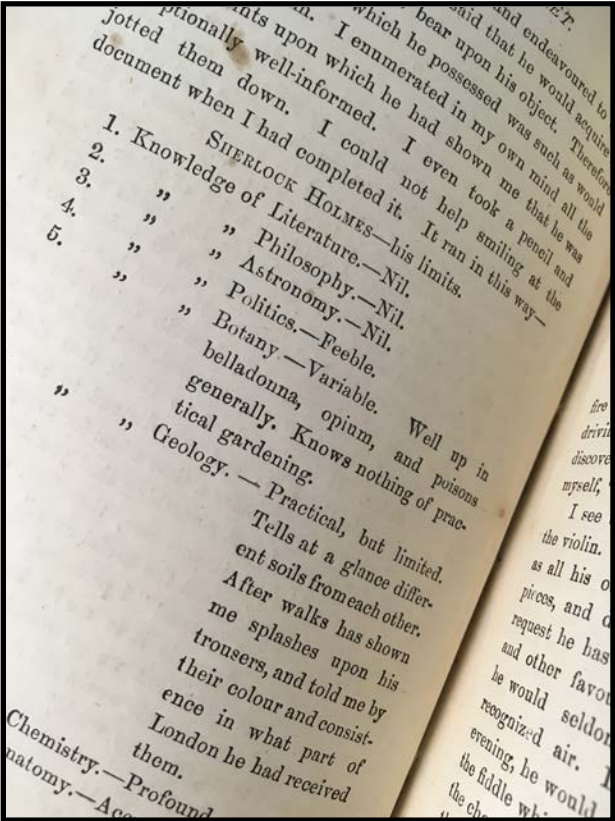 ET.
and endeavoured to
said that he would acquire
bear upon his object. Therefore
which he possessed was such as would
I enumerated in my own mind all the
upon which he had shown me that he was
well-informed. I even took a pencil and
jotted them down. I could not help smiling at the
document when I had completed it. It ran in this way—
SHERLOCK HOLMES—his limits.
1. Knowledge of Literature.—Nil.
2. „ „ Philosophy.—Nil.
3. „ „ Astronomy.—Nil.
4. „ „ Politics.—Feeble.
5. „ „ Botany.—Variable. Well up in
belladonna, opium, and poisons
generally. Knows nothing of prac-
tical gardening.
„ „ Geology.—Practical, but limited.
Tells at a glance differ-
ent soils from each other.
After walks has shown
me splashes upon his
trousers, and told me by
their colour and consist-
ence in what part of
London he had received
them.
Chemistry.—Profound
fire
discove
myself,
I see
the violin.
as all his o
pieces, and
request he has
and other favou
he would seldom
recognized air.
evening, he would
the fiddle